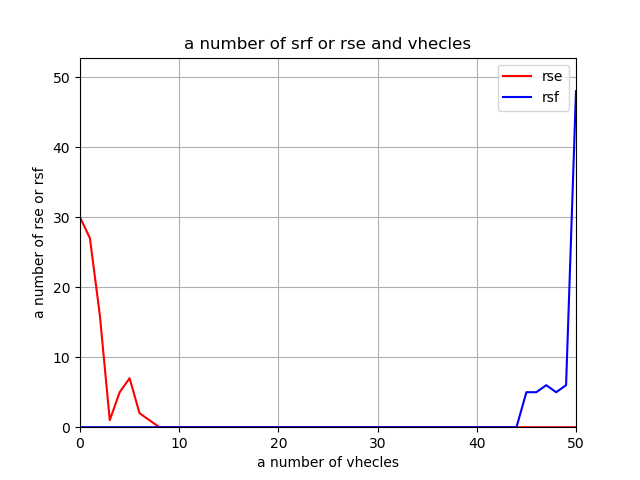 a number of srf or rse and vhecles
rse
rsf
50
40
30
20
10
0
a number of rse or rsf
0 10 20 30 40 50
a number of vhecles